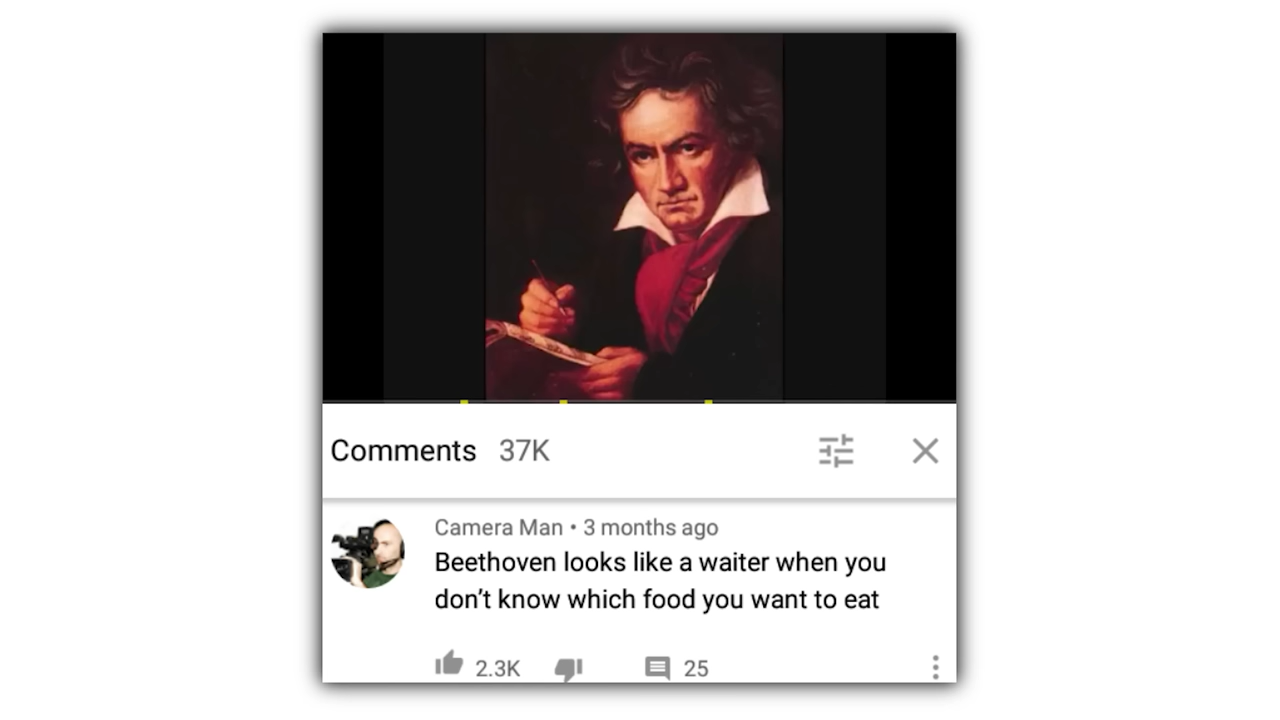 Comments 37K
Camera Man • 3 months ago
Beethoven looks like a waiter when you
don’t know which food you want to eat
2.3K 25